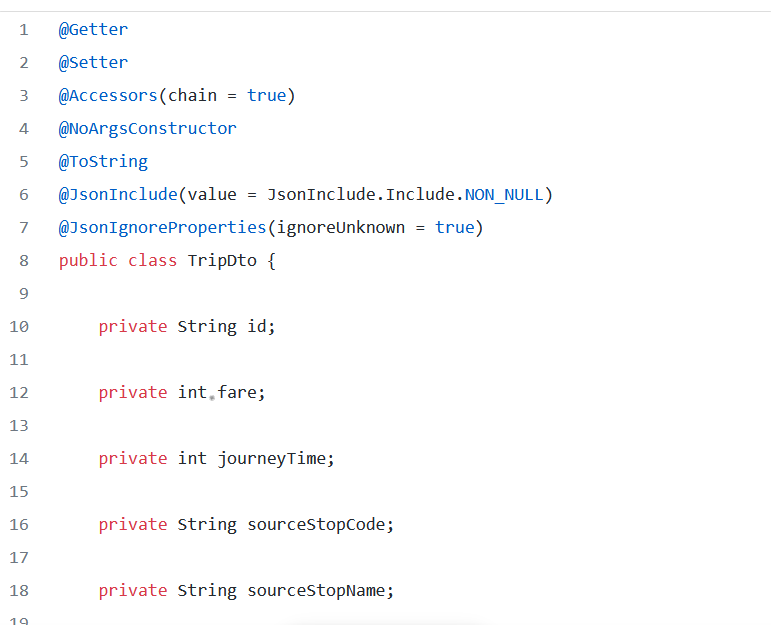 1 @Getter
2 @Setter
3 @Accessors(chain = true)
4 @NoArgsConstructor
5 @ToString
6 @JsonInclude(value = JsonInclude.Include.NON_NULL)
7 @JsonIgnoreProperties(ignoreUnknown = true)
8 public class TripDto {
9
10 private String id;
11
12 private int fare;
13
14 private int journeyTime;
15
16 private String sourceStopCode;
17
18 private String sourceStopName;
19